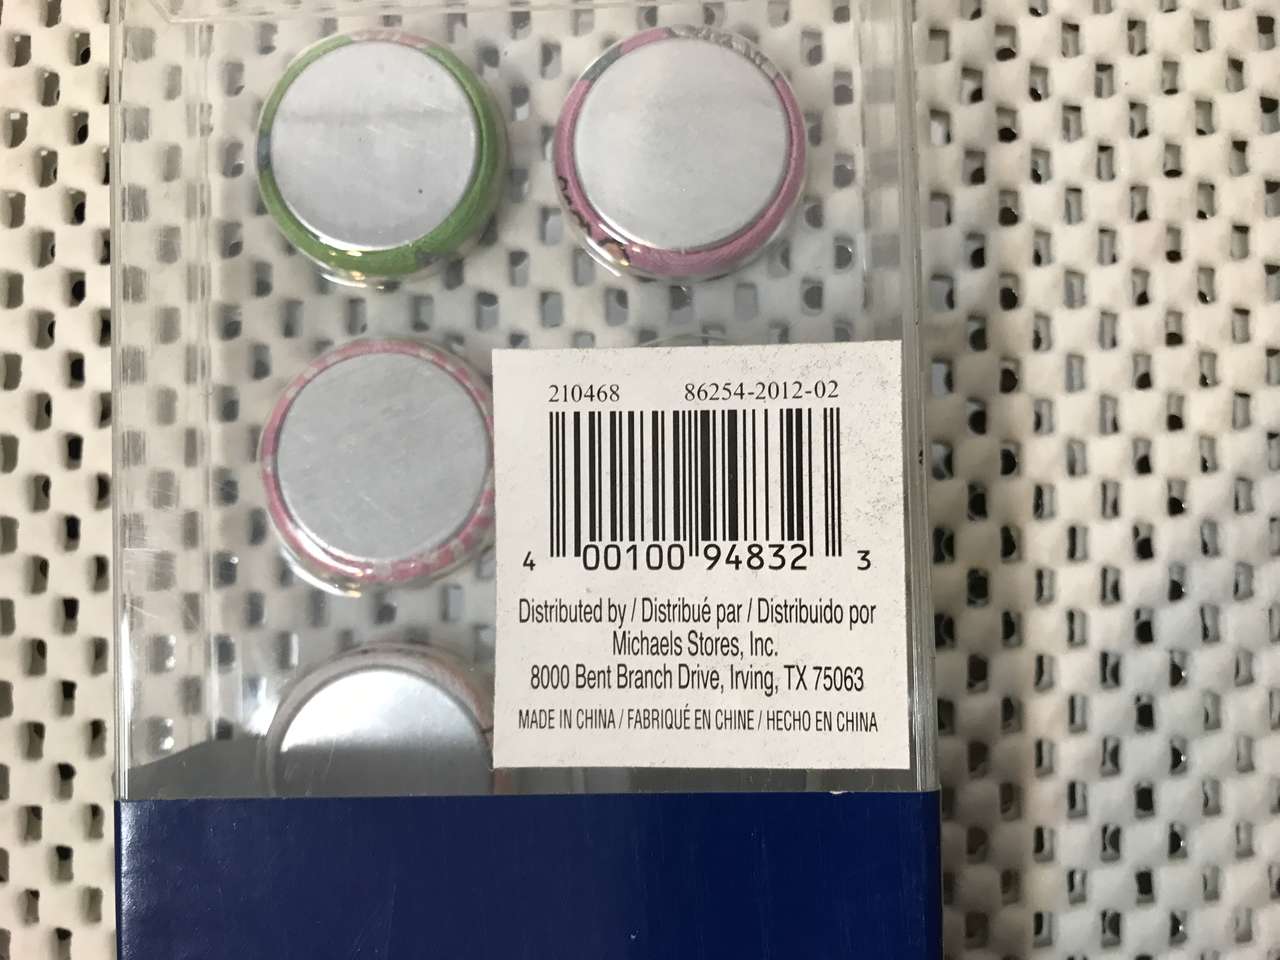 210468 86254-2012-02
4 00100 94832 3
Distributed by / Distribué par / Distribuido por
Michaels Stores, Inc.
8000 Bent Branch Drive, Irving, TX 75063
MADE IN CHINA / FABRIQUÉ EN CHINE / HECHO EN CHINA